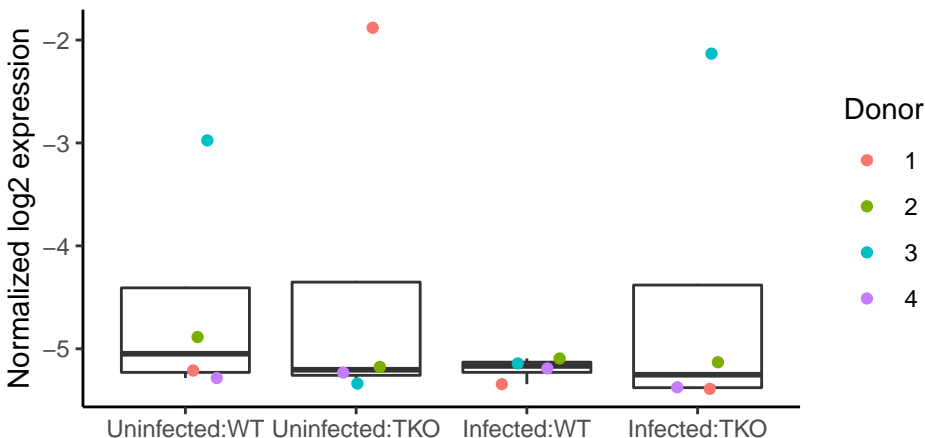 Normalized log2 expression
−2
−3
−4
−5
Uninfected:WT
Uninfected:TKO
Infected:WT
Infected:TKO
Donor
1
2
3
4